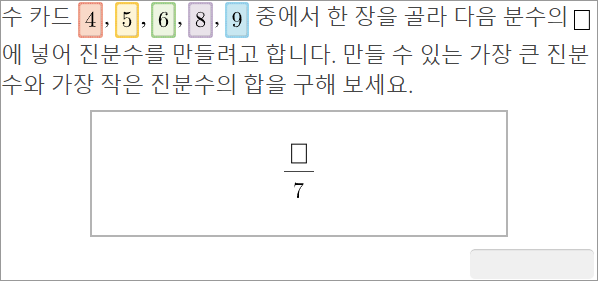 수 카드 4, 5, 6, 8, 9 중에서 한 장을 골라 다음 분수의 □
에 넣어 진분수를 만들려고 합니다. 만들 수 있는 가장 큰 진분
수와 가장 작은 진분수의 합을 구해 보세요.
□
7